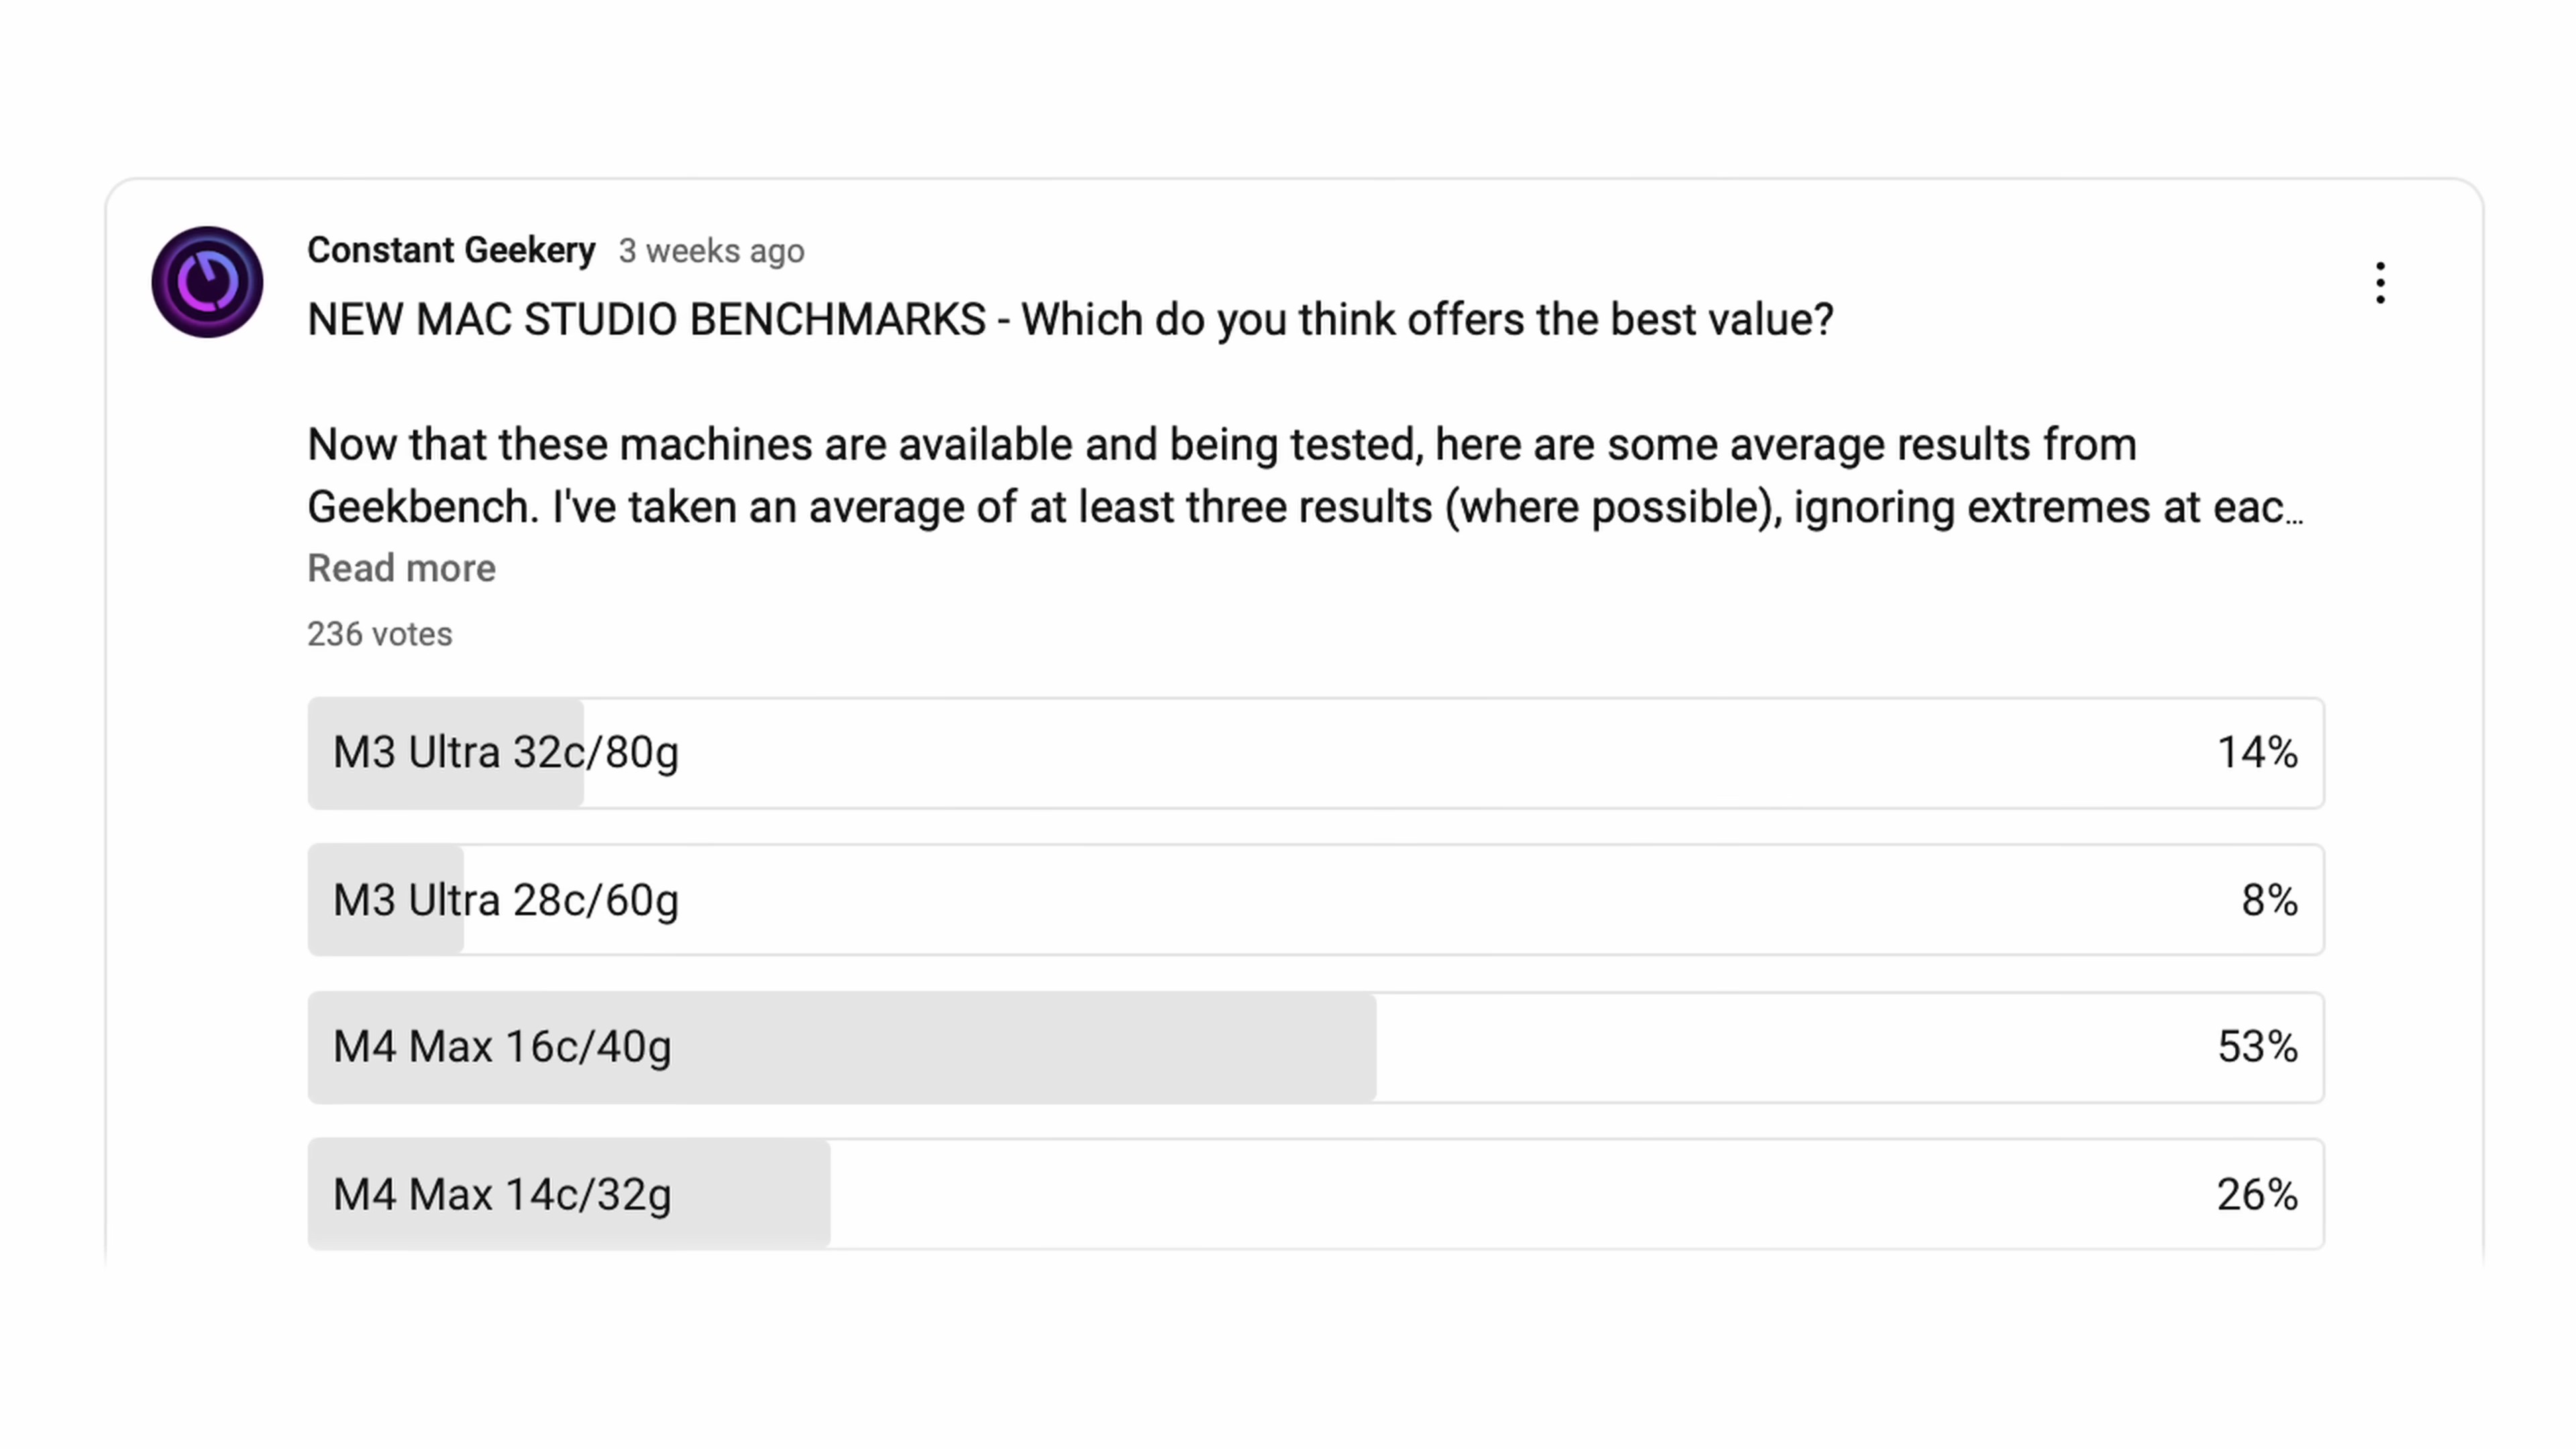 Constant Geekery 3 weeks ago
NEW MAC STUDIO BENCHMARKS - Which do you think offers the best value?
Now that these machines are available and being tested, here are some average results from
Geekbench. I've taken an average of at least three results (where possible), ignoring extremes at eac…
Read more
236 votes
M3 Ultra 32c/80g 14%
M3 Ultra 28c/60g 8%
M4 Max 16c/40g 53%
M4 Max 14c/32g 26%